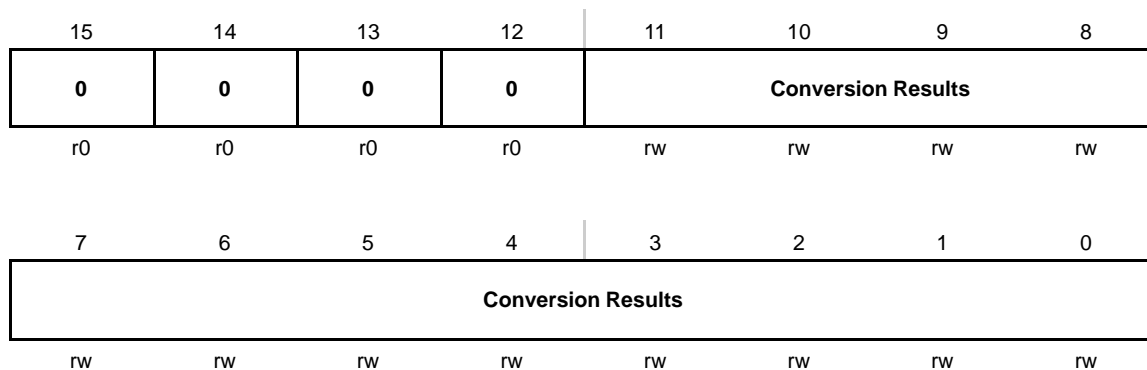 15 14 13 12 11 10 9 8
0 0 0 0 Conversion Results
r0 r0 r0 r0 rw rw rw rw
7 6 5 4 3 2 1 0
Conversion Results
rw rw rw rw rw rw rw rw